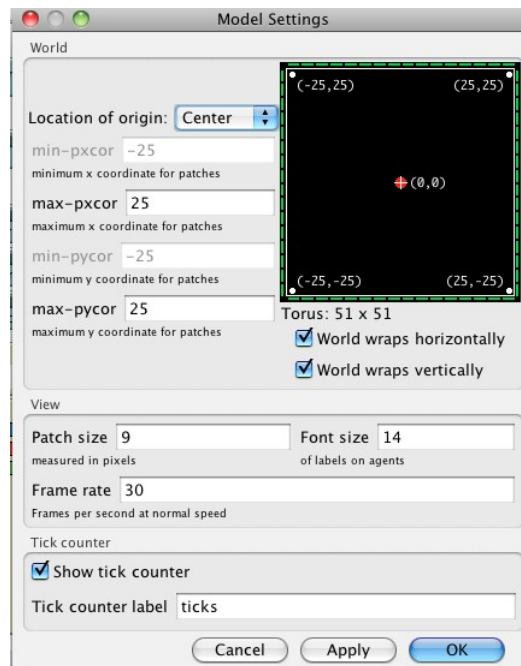 Model Settings
World
(-25,25) (25,25)
Location of origin: Center
min-pxcor -25
minimum x coordinate for patches
max-pxcor 25
maximum x coordinate for patches
(0,0)
min-pycor -25
minimum y coordinate for patches
(-25,-25) (25,-25)
max-pycor 25
maximum y coordinate for patches
Torus: 51 x 51
World wraps horizontally
World wraps vertically
View
Patch size 9 Font size 14
measured in pixels of labels on agents
Frame rate 30
Frames per second at normal speed
Tick counter
Show tick counter
Tick counter label ticks
Cancel Apply OK